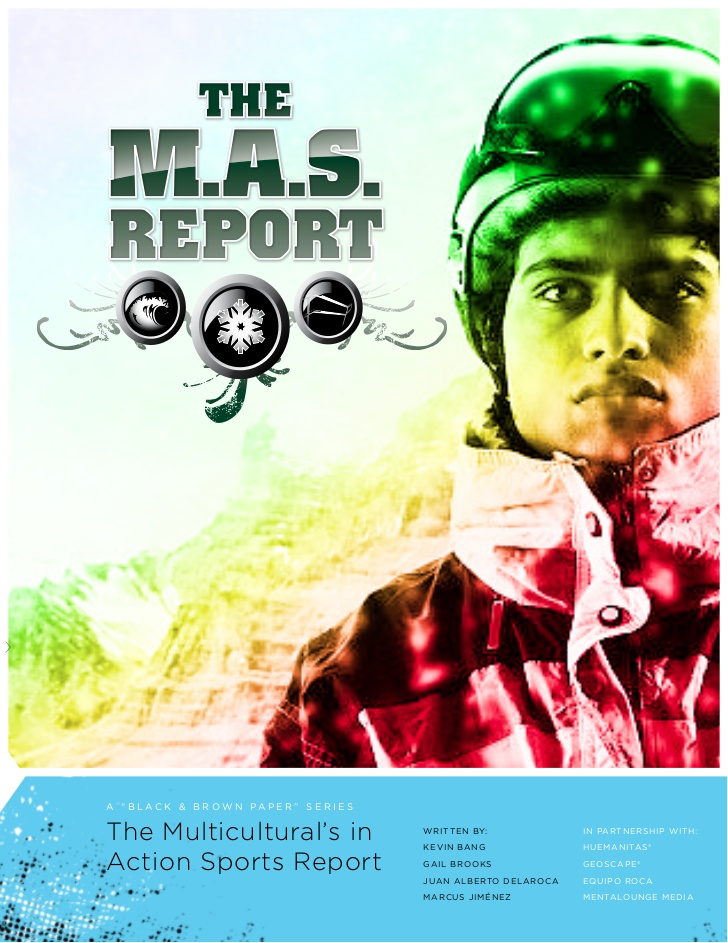 THE
M.A.S.
REPORT
A “BLACK & BROWN PAPER” SERIES
The Multicultural’s in
Action Sports Report
WRITTEN BY:
KEVIN BANG
GAIL BROOKS
JUAN ALBERTO DELAROCA
MARCUS JIMÉNEZ
IN PARTNERSHIP WITH:
HUEMANITAS®
GEOSCAPE®
EQUIPO ROCA
MENTALOUNGE MEDIA